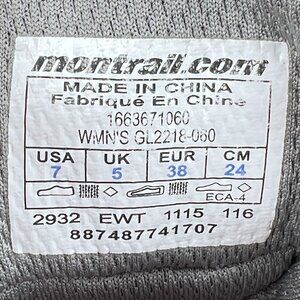 montrail.com
MADE IN CHINA
Fabriqué En Chine
1663671060
WMN'S GL2218-060
USA UK EUR CM
7 5 38 24
ECA-4
2932 EWT 1115 116
887487741707